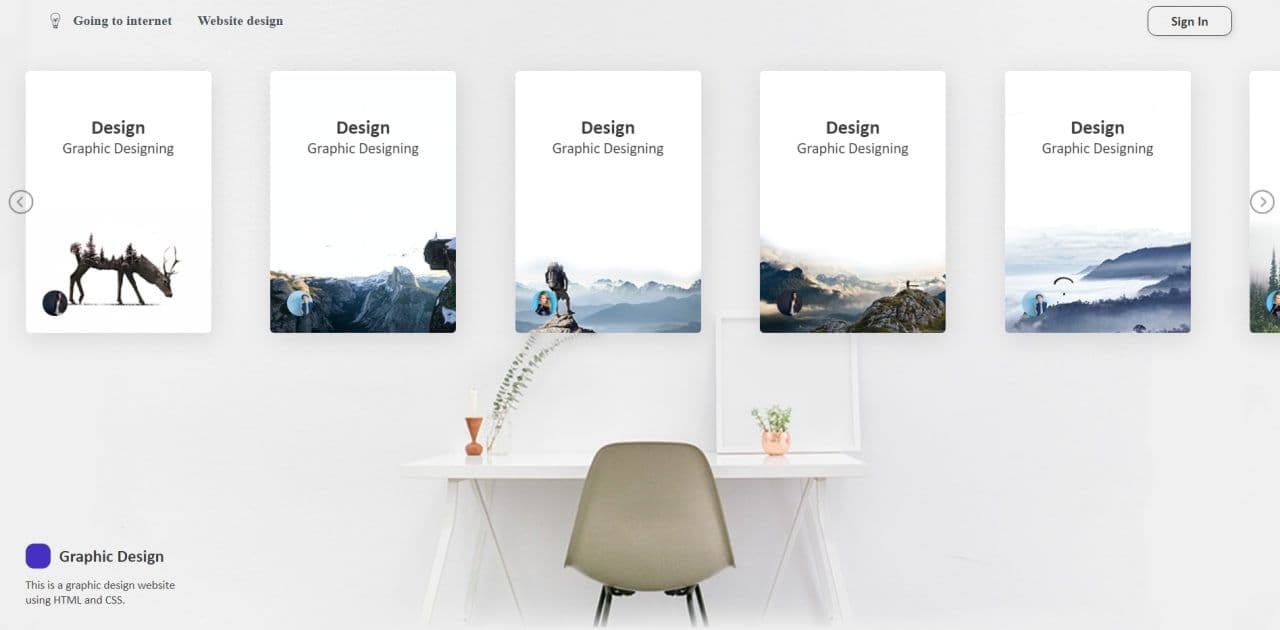 Going to internet
Website design
Sign In
Design
Graphic Designing
Design
Graphic Designing
Design
Graphic Designing
Design
Graphic Designing
Design
Graphic Designing
Graphic Design
This is a graphic design website
using HTML and CSS.